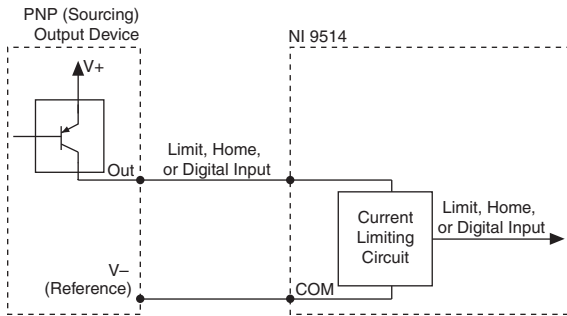 PNP (Sourcing)
Output Device
NI 9514
V+
Out
Limit, Home,
or Digital Input
Current
Limiting
Circuit
Limit, Home,
or Digital Input
V–
(Reference)
COM